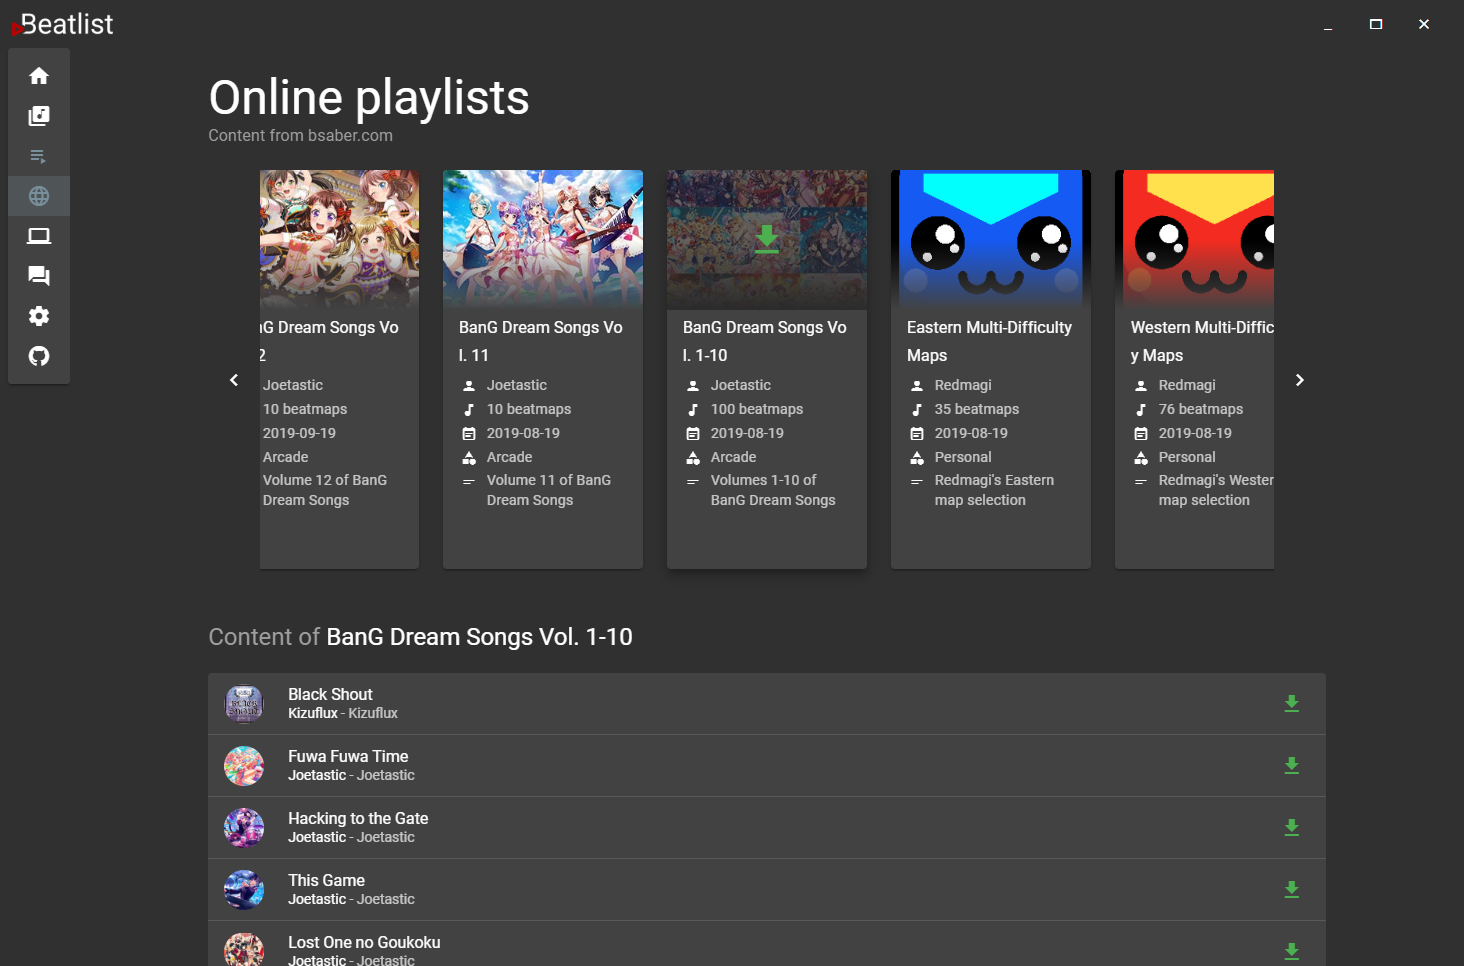 Beatlist
Online playlists
Content from bsaber.com
G Dream Songs Vo
2
Joetastic
10 beatmaps
2019-09-19
Arcade
Volume 12 of BanG
Dream Songs
BanG Dream Songs Vo
l. 11
Joetastic
10 beatmaps
2019-08-19
Arcade
Volume 11 of BanG
Dream Songs
BanG Dream Songs Vo
l. 1-10
Joetastic
100 beatmaps
2019-08-19
Arcade
Volumes 1-10 of
BanG Dream Songs
Eastern Multi-Difficulty
Maps
Redmagi
35 beatmaps
2019-08-19
Personal
Redmagi's Eastern
map selection
Western Multi-Diffic
y Maps
Redmagi
76 beatmaps
2019-08-19
Personal
Redmagi's Wester
map selection
Content of BanG Dream Songs Vol. 1-10
BLACK
SHOUT
Black Shout
Kizuflux - Kizuflux
Fuwa Fuwa Time
Joetastic - Joetastic
Hacking to the Gate
Joetastic - Joetastic
This Game
Joetastic - Joetastic
Lost One no Goukoku
Joetastic - Joetastic